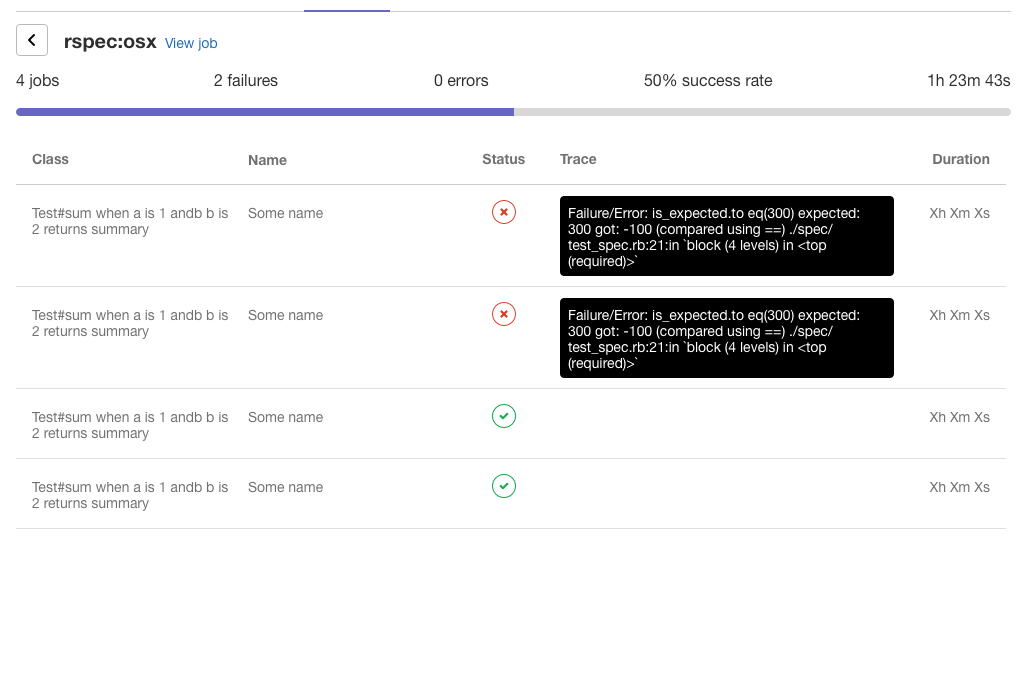 rspec:osx View job
4 jobs 2 failures 0 errors 50% success rate 1h 23m 43s
Class Name Status Trace Duration
Test#sum when a is 1 andb b is
2 returns summary
Some name
Failure/Error: is_expected.to eq(300) expected:
300 got: -100 (compared using ==) ./spec/
test_spec.rb:21:in `block (4 levels) in <top
(required)>`
Xh Xm Xs
Test#sum when a is 1 andb b is
2 returns summary
Some name
Failure/Error: is_expected.to eq(300) expected:
300 got: -100 (compared using ==) ./spec/
test_spec.rb:21:in `block (4 levels) in <top
(required)>`
Xh Xm Xs
Test#sum when a is 1 andb b is
2 returns summary
Some name
Xh Xm Xs
Test#sum when a is 1 andb b is
2 returns summary
Some name
Xh Xm Xs